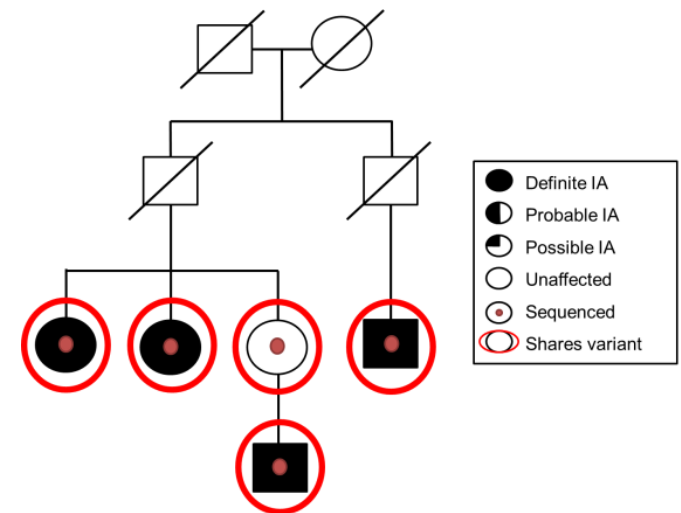 Definite IA
Probable IA
Possible IA
Unaffected
Sequenced
Shares variant